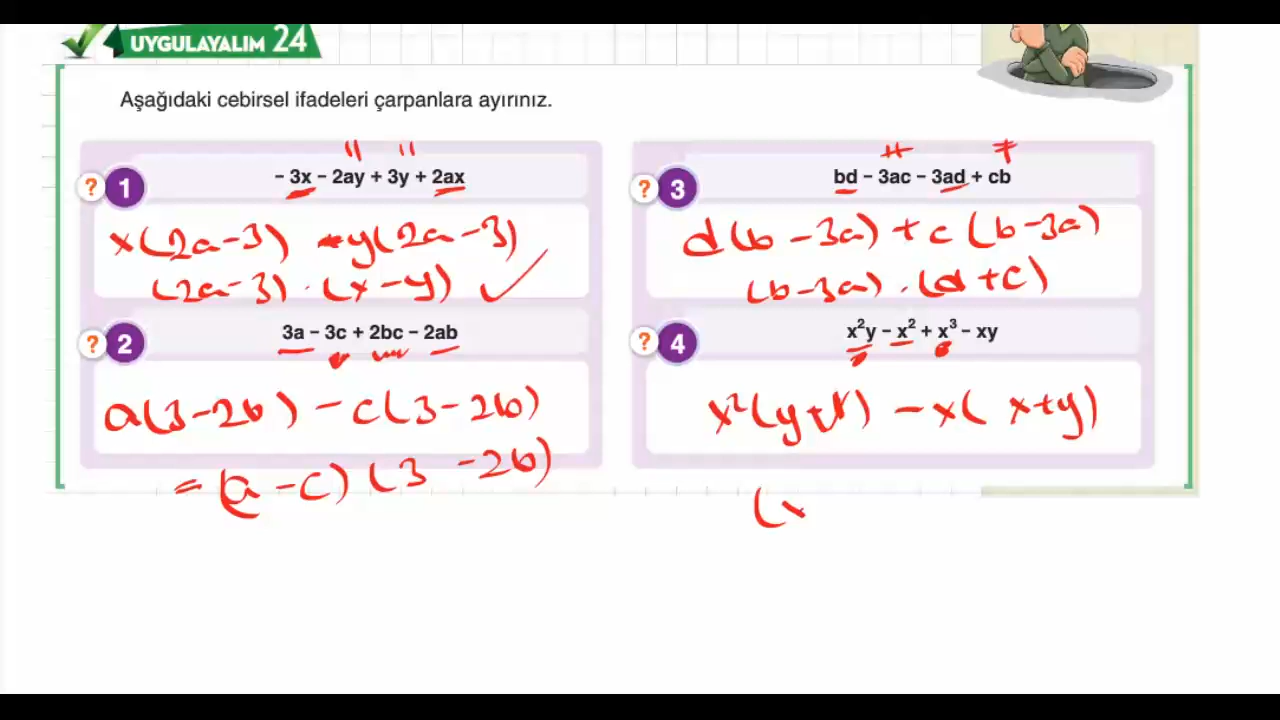 UYGULAYALIM 24
Aşağıdaki cebirsel ifadeleri çarpanlara ayırınız.
? 1 - 3x - 2ay + 3y + 2ax
x(2a-3) -y(2a-3)
(2a-3) . (x-y) ✓
? 2 3a - 3c + 2bc - 2ab
a(3-2b) - c(3-2b)
= (a-c) (3-2b)
? 3 bd - 3ac - 3ad + cb
d(b-3a) + c(b-3a)
(b-3a) . (d+c)
? 4 x²y - x² + x³ - xy
x²(y+x) - x(x+y)
(x